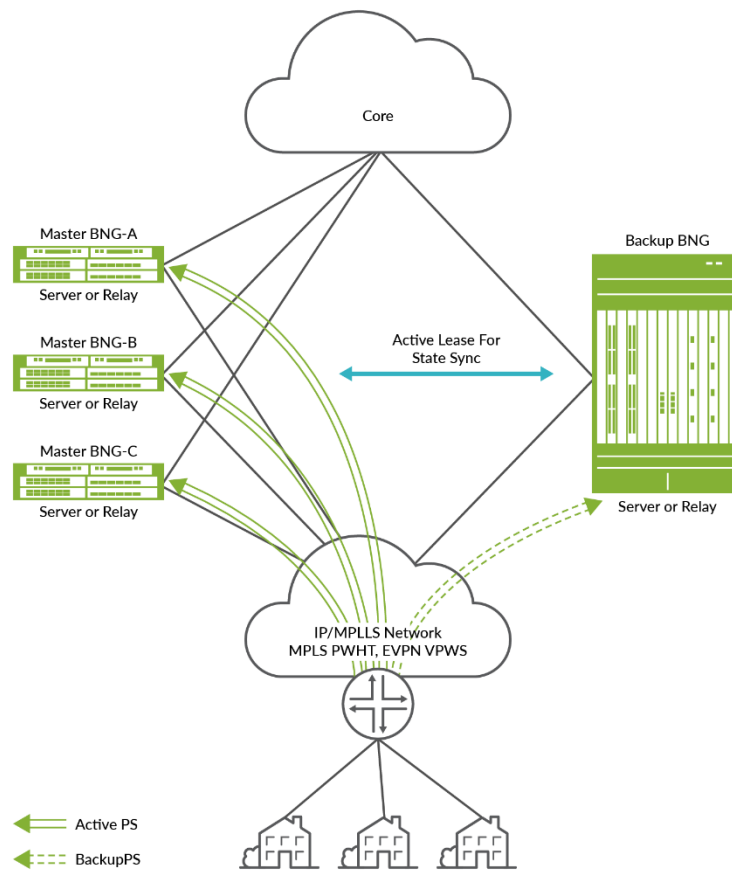 Core
Master BNG-A
Server or Relay
Backup BNG
Master BNG-B
Server or Relay
Active Lease For
State Sync
Master BNG-C
Server or Relay
Server or Relay
IP/MPLLS Network
MPLS PWHT, EVPN VPWS
Active PS
BackupPS